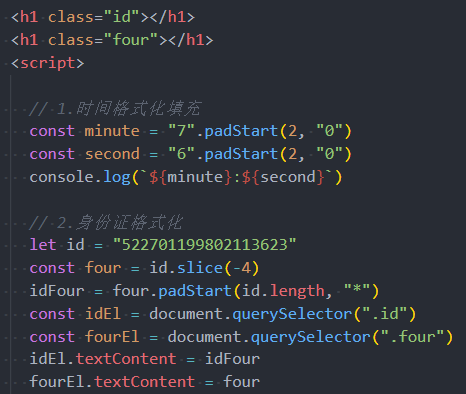 <h1 class="id"></h1>
<h1 class="four"></h1>
<script>
// 1.时间格式化填充
const minute = "7".padStart(2, "0")
const second = "6".padStart(2, "0")
console.log(`${minute}:${second}`)
// 2.身份证格式化
let id = "522701199802113623"
const four = id.slice(-4)
idFour = four.padStart(id.length, "*")
const idEl = document.querySelector(".id")
const fourEl = document.querySelector(".four")
idEl.textContent = idFour
fourEl.textContent = four